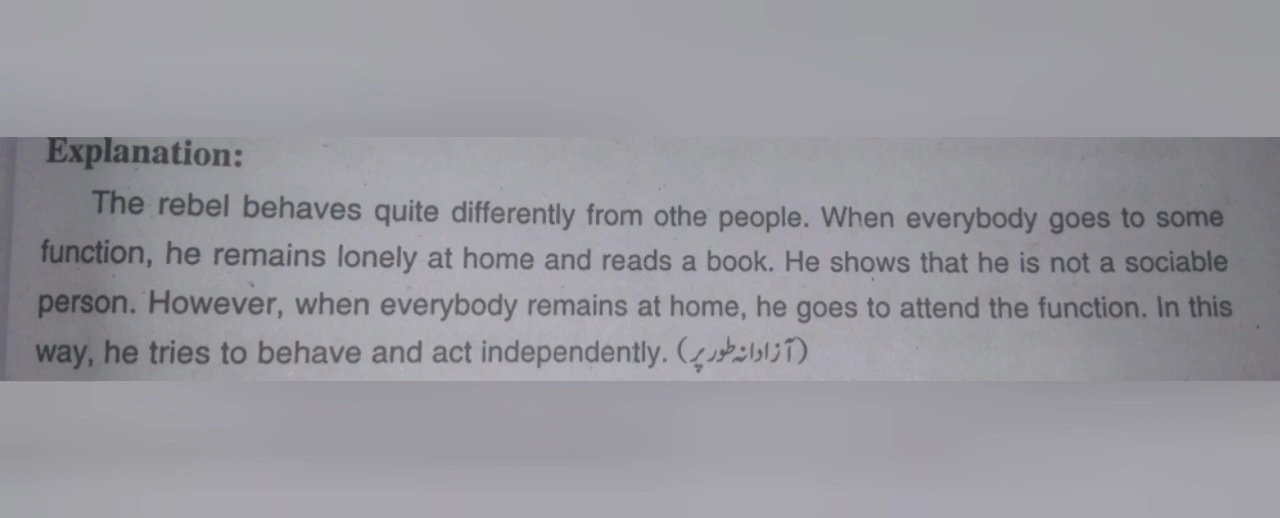 Explanation:
The rebel behaves quite differently from othe people. When everybody goes to some
function, he remains lonely at home and reads a book. He shows that he is not a sociable
person. However, when everybody remains at home, he goes to attend the function. In this
way, he tries to behave and act independently. (آزادانہ طور پر)